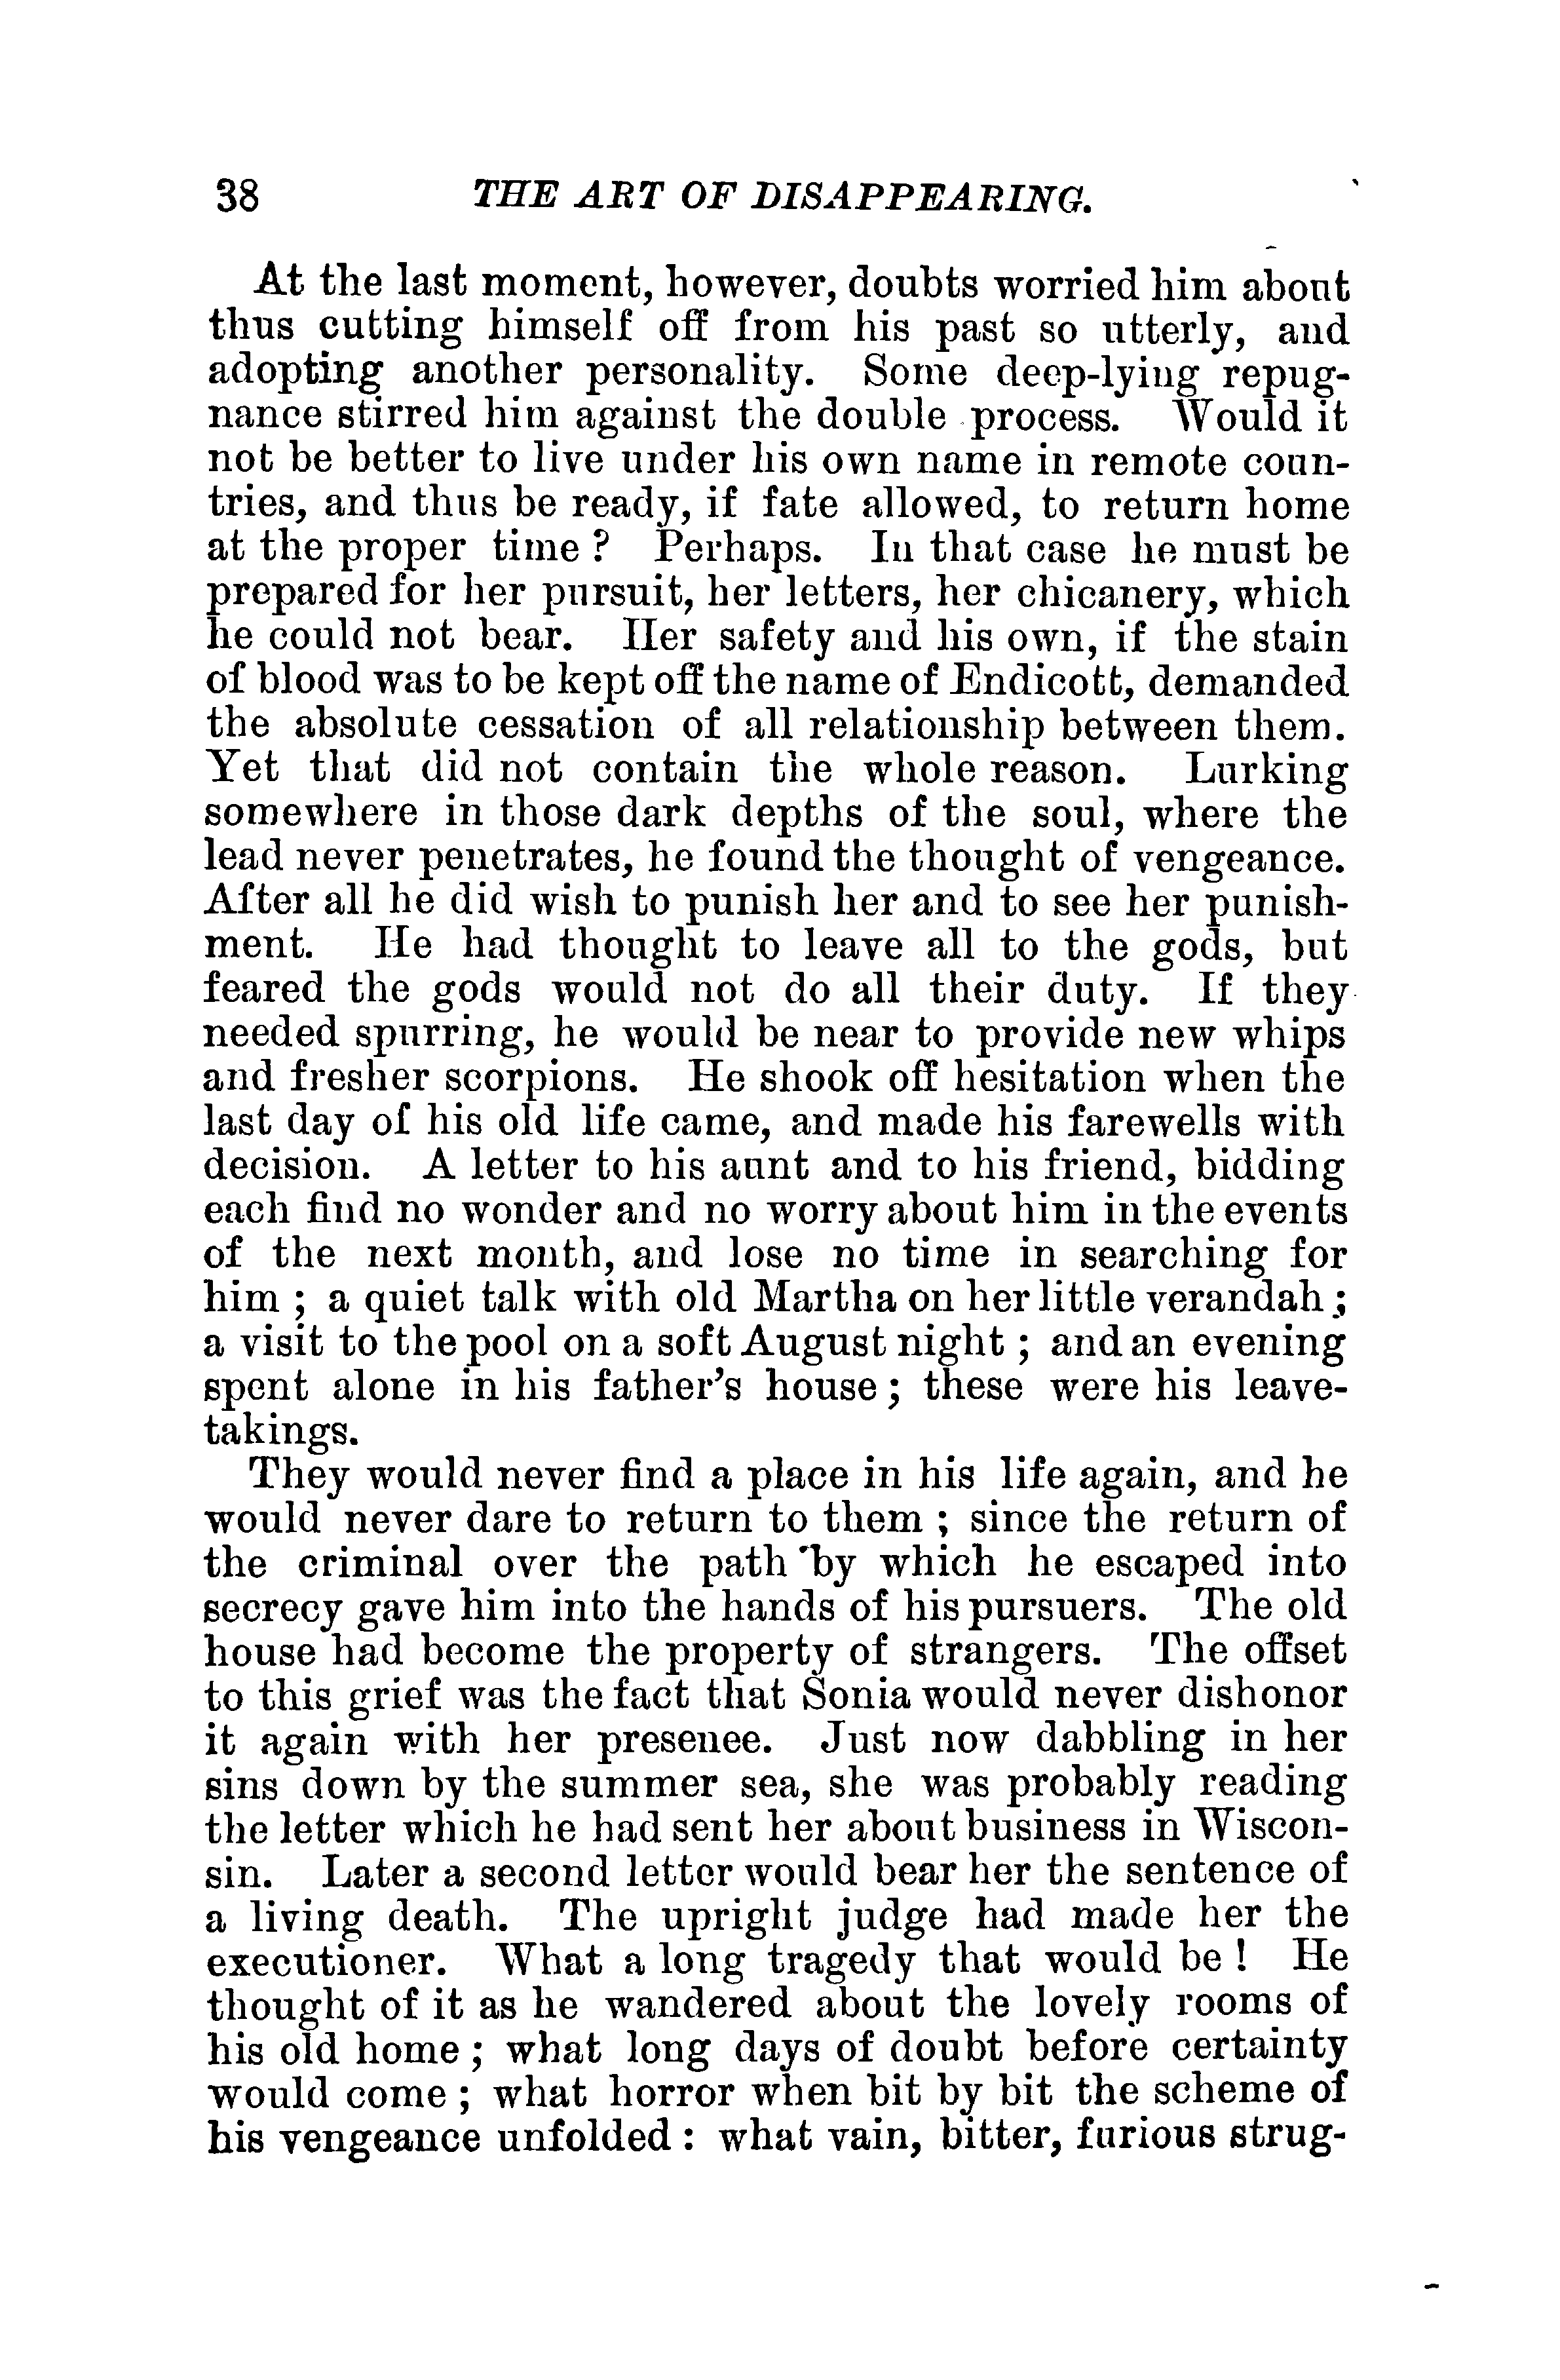 38 THE ART OF DISAPPEARING.
At the last moment, however, doubts worried him about
thus cutting himself off from his past so utterly, and
adopting another personality. Some deep-lying repug-
nance stirred him against the double process. Would it
not be better to live under his own name in remote coun-
tries, and thus be ready, if fate allowed, to return home
at the proper time ? Perhaps. In that case he must be
prepared for her pursuit, her letters, her chicanery, which
he could not bear. Her safety and his own, if the stain
of blood was to be kept off the name of Endicott, demanded
the absolute cessation of all relationship between them.
Yet that did not contain the whole reason. Lurking
somewhere in those dark depths of the soul, where the
lead never penetrates, he found the thought of vengeance.
After all he did wish to punish her and to see her punish-
ment. He had thought to leave all to the gods, but
feared the gods would not do all their duty. If they
needed spurring, he would be near to provide new whips
and fresher scorpions. He shook off hesitation when the
last day of his old life came, and made his farewells with
decision. A letter to his aunt and to his friend, bidding
each find no wonder and no worry about him in the events
of the next month, and lose no time in searching for
him ; a quiet talk with old Martha on her little verandah ;
a visit to the pool on a soft August night ; and an evening
spent alone in his father's house ; these were his leave-
takings.
They would never find a place in his life again, and he
would never dare to return to them ; since the return of
the criminal over the path by which he escaped into
secrecy gave him into the hands of his pursuers. The old
house had become the property of strangers. The offset
to this grief was the fact that Sonia would never dishonor
it again with her presence. Just now dabbling in her
sins down by the summer sea, she was probably reading
the letter which he had sent her about business in Wiscon-
sin. Later a second letter would bear her the sentence of
a living death. The upright judge had made her the
executioner. What a long tragedy that would be ! He
thought of it as he wandered about the lovely rooms of
his old home ; what long days of doubt before certainty
would come ; what horror when bit by bit the scheme of
his vengeance unfolded : what vain, bitter, furious strug-